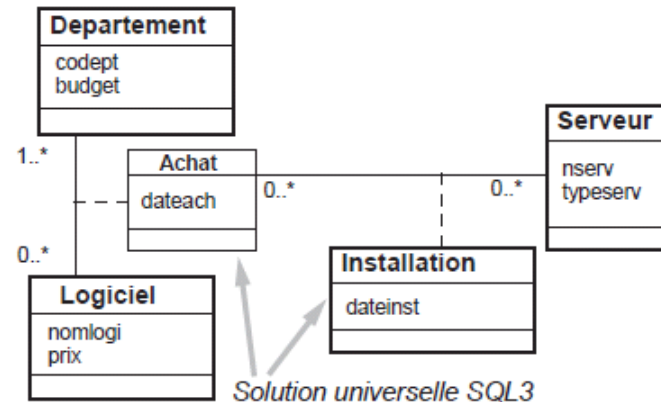 Departement
codept
budget
1..*
Achat
dateach
0..*
0..*
Serveur
nserv
typeserv
0..*
Logiciel
nomlogi
prix
Installation
dateinst
Solution universelle SQL3